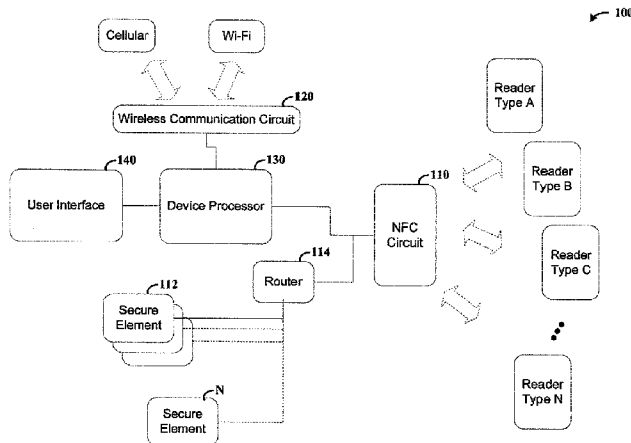 100
Cellular
Wi-Fi
120
Wireless Communication Circuit
Reader
Type A
140
User Interface
130
Device Processor
110
NFC
Circuit
Reader
Type B
114
Router
Reader
Type C
112
Secure
Element
N
Secure
Element
Reader
Type N